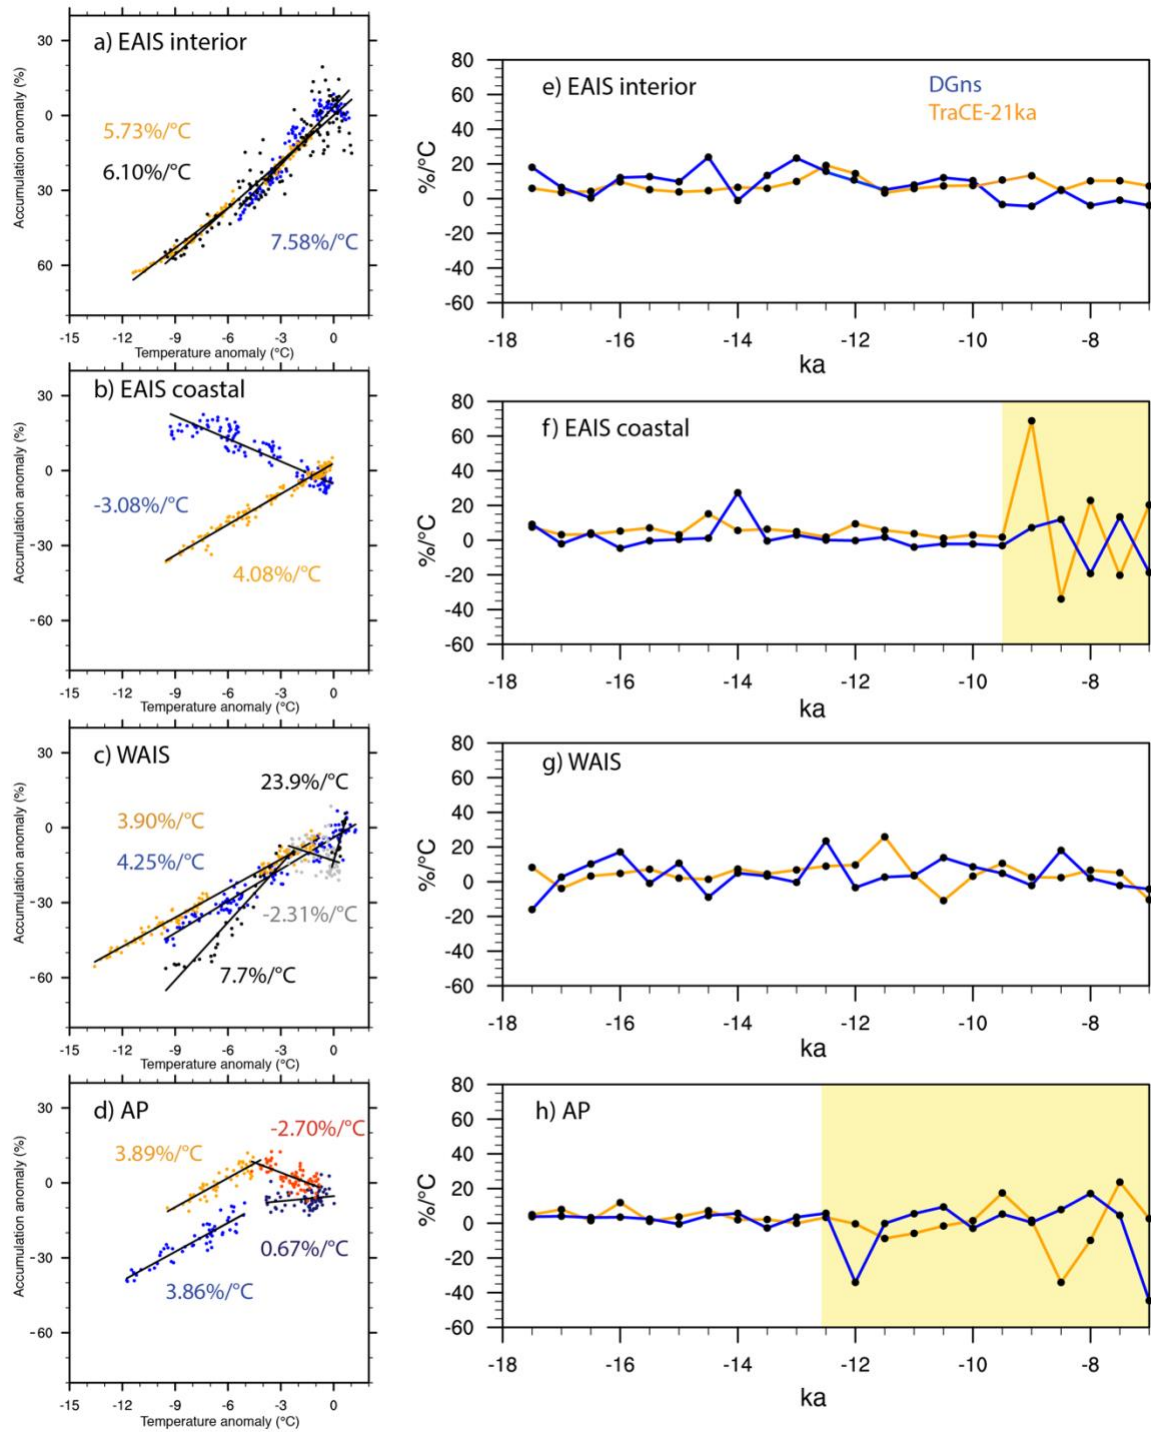 a) EAIS interior
30
0
30
60
Accumulation anomaly (%)
5.73%/°C
6.10%/°C
7.58%/°C
-15 -12 -9 -6 -3 0
Temperature anomaly (°C)
b) EAIS coastal
30
0
-30
-60
Accumulation anomaly (%)
-3.08%/°C
4.08%/°C
-15 -12 -9 -6 -3 0
Temperature anomaly (°C)
c) WAIS
30
0
-30
-60
Accumulation anomaly (%)
23.9%/°C
3.90%/°C
4.25%/°C
-2.31%/°C
7.7%/°C
-15 -12 -9 -6 -3 0
Temperature anomaly (°C)
d) AP
30
0
-30
-60
Accumulation anomaly (%)
-2.70%/°C
3.89%/°C
0.67%/°C
3.86%/°C
-15 -12 -9 -6 -3 0
Temperature anomaly (°C)
e) EAIS interior
DGns
TraCE-21ka
80
60
40
20
0
-20
-40
-60
%/°C
-18 -16 -14 -12 -10 -8
ka
f) EAIS coastal
80
60
40
20
0
-20
-40
-60
%/°C
-18 -16 -14 -12 -10 -8
ka
g) WAIS
80
60
40
20
0
-20
-40
-60
%/°C
-18 -16 -14 -12 -10 -8
ka
h) AP
80
60
40
20
0
-20
-40
-60
%/°C
-18 -16 -14 -12 -10 -8
ka